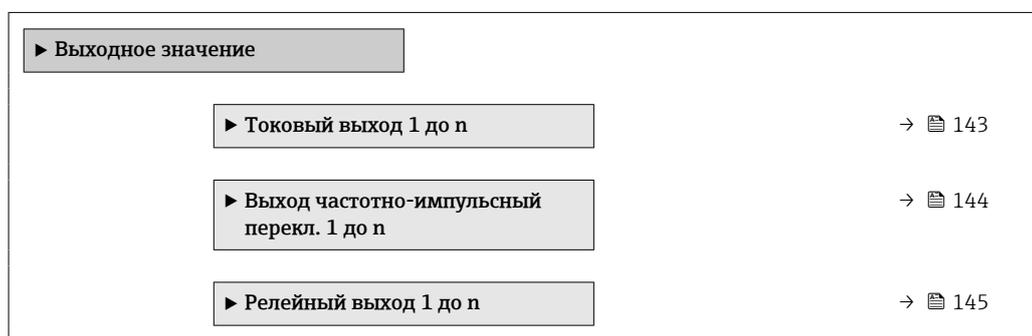 ▶ Выходное значение
▶ Токовый выход 1 до n → 143
▶ Выход частотно-импульсный
перекл. 1 до n → 144
▶ Релейный выход 1 до n → 145